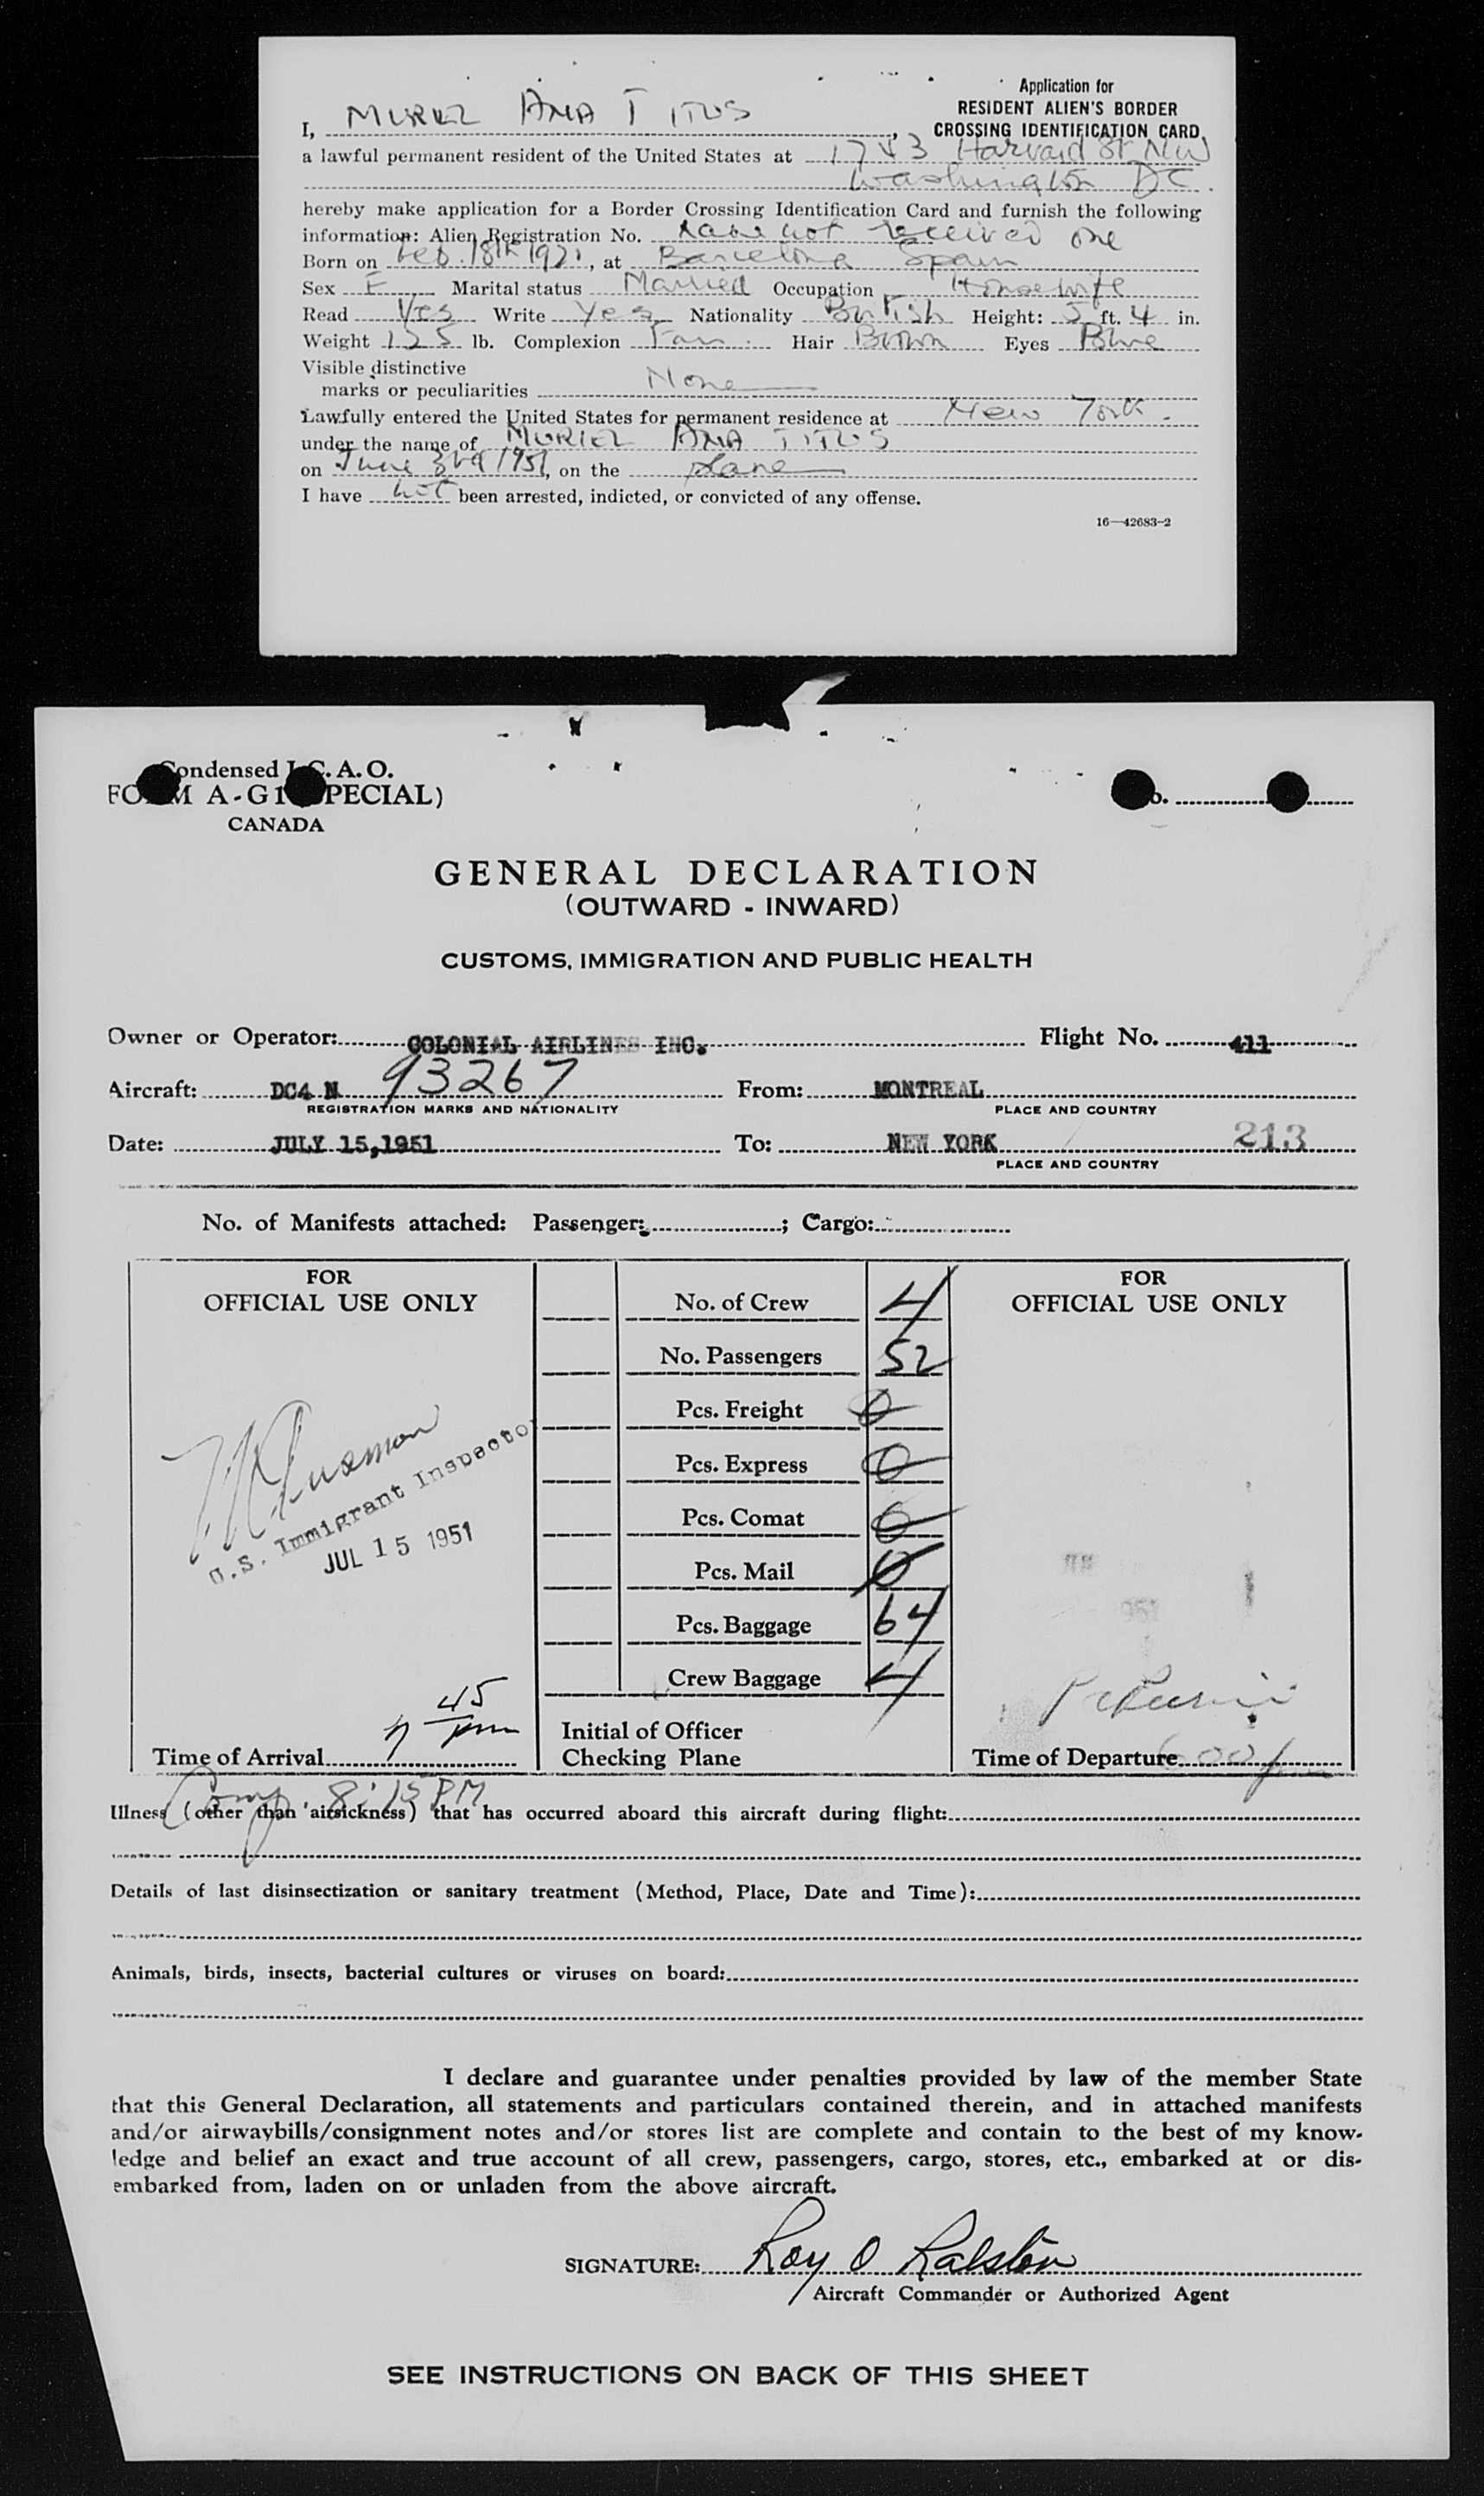 Application for
RESIDENT ALIEN'S BORDER
CROSSING IDENTIFICATION CARD
I, MURIEL ANA TITUS,
a lawful permanent resident of the United States at 1743 Harvard St NW
Washington DC.
hereby make application for a Border Crossing Identification Card and furnish the following
information: Alien Registration No. have not received one
Born on Feb. 18th 1921, at Barcelona Spain
Sex F Marital status Married Occupation Housewife
Read Yes Write Yes Nationality British Height: 5 ft. 4 in.
Weight 125 lb. Complexion Fair Hair Brown Eyes Blue
Visible distinctive
marks or peculiarities None
Lawfully entered the United States for permanent residence at New York.
under the name of MURIEL ANA TITUS
on June 3rd 1951, on the
I have not been arrested, indicted, or convicted of any offense.
16—42683-2
Condensed I.C.A.O.
FORM A-G1 (SPECIAL)
CANADA
No.
GENERAL DECLARATION
(OUTWARD - INWARD)
CUSTOMS, IMMIGRATION AND PUBLIC HEALTH
Owner or Operator: COLONIAL AIRLINES INC. Flight No. 411
Aircraft: DC4 N 93267 From: MONTREAL
REGISTRATION MARKS AND NATIONALITY PLACE AND COUNTRY
Date: JULY 15,1951 To: NEW YORK 213
PLACE AND COUNTRY
No. of Manifests attached: Passenger: ; Cargo:
FOR
OFFICIAL USE ONLY
No. of Crew 4
No. Passengers 52
Pcs. Freight 0
Pcs. Express 0
Pcs. Comat 0
Pcs. Mail 0
Pcs. Baggage 64
Crew Baggage 4
Initial of Officer
Checking Plane
U.S. Immigrant Inspector
JUL 15 1951
7 45 pm
Time of Arrival
FOR
OFFICIAL USE ONLY
Time of Departure 600 p
Comp. 8:15 PM
Illness (other than airsickness) that has occurred aboard this aircraft during flight:
Details of last disinsectization or sanitary treatment (Method, Place, Date and Time):
Animals, birds, insects, bacterial cultures or viruses on board:
I declare and guarantee under penalties provided by law of the member State
that this General Declaration, all statements and particulars contained therein, and in attached manifests
and/or airwaybills/consignment notes and/or stores list are complete and contain to the best of my know-
ledge and belief an exact and true account of all crew, passengers, cargo, stores, etc., embarked at or dis-
embarked from, laden on or unladen from the above aircraft.
SIGNATURE: Roy O Ralston
Aircraft Commander or Authorized Agent
SEE INSTRUCTIONS ON BACK OF THIS SHEET